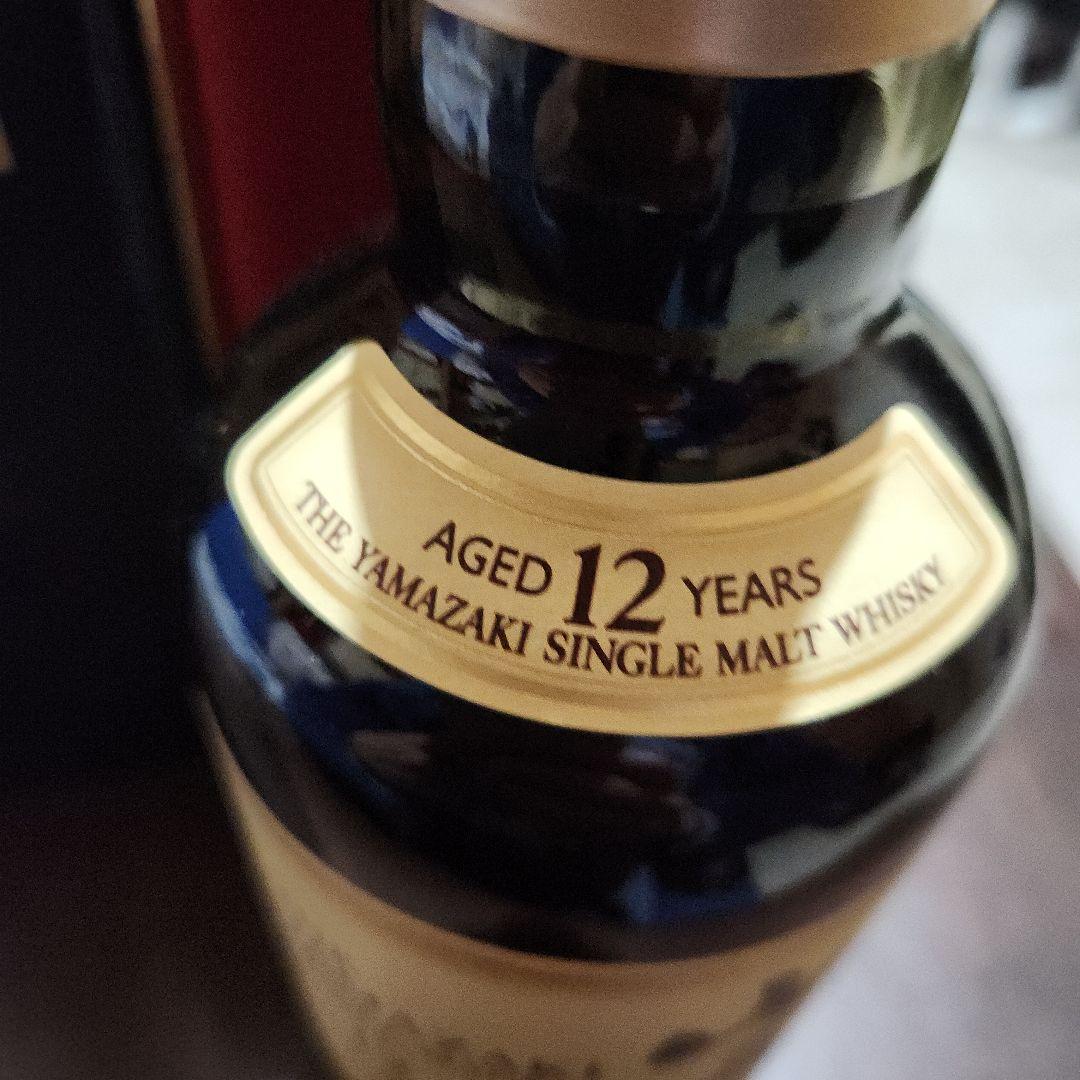 AGED 12 YEARS
THE YAMAZAKI SINGLE MALT WHISKY